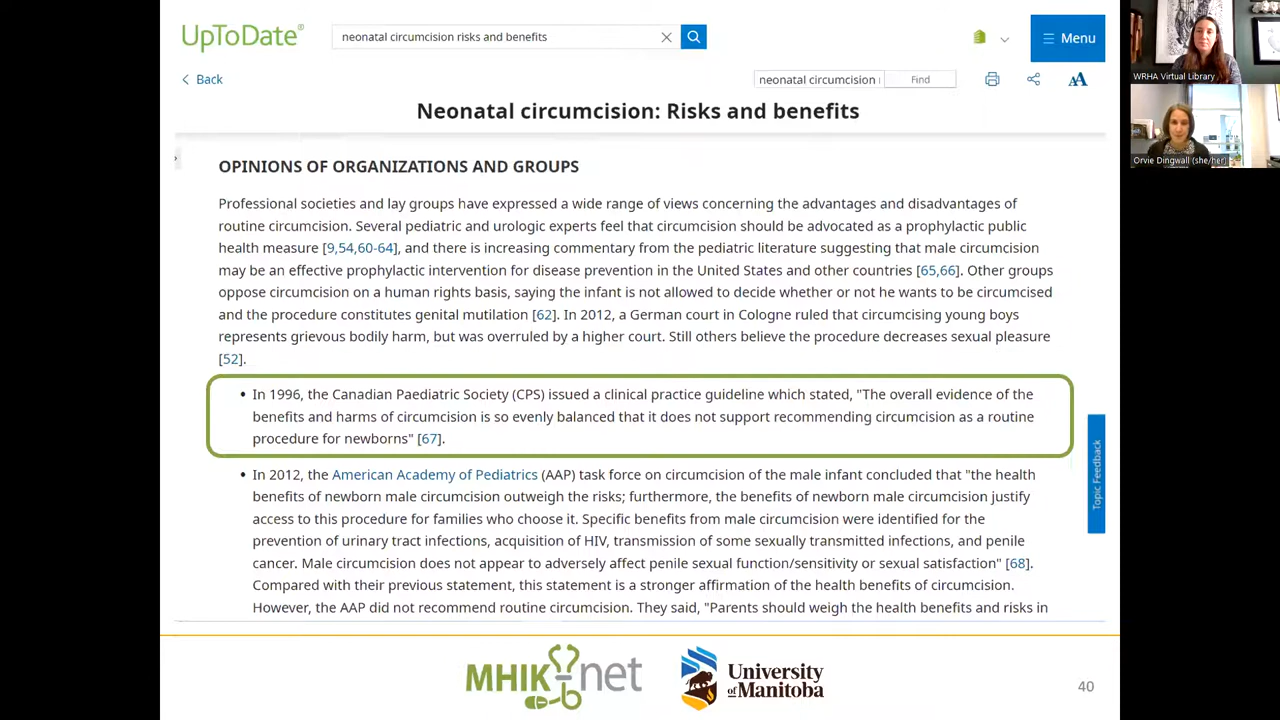 UpToDate®
neonatal circumcision risks and benefits
Menu
Back
neonatal circumcision
Find
AA
Neonatal circumcision: Risks and benefits
OPINIONS OF ORGANIZATIONS AND GROUPS
Professional societies and lay groups have expressed a wide range of views concerning the advantages and disadvantages of
routine circumcision. Several pediatric and urologic experts feel that circumcision should be advocated as a prophylactic public
health measure [9,54,60-64], and there is increasing commentary from the pediatric literature suggesting that male circumcision
may be an effective prophylactic intervention for disease prevention in the United States and other countries [65,66]. Other groups
oppose circumcision on a human rights basis, saying the infant is not allowed to decide whether or not he wants to be circumcised
and the procedure constitutes genital mutilation [62]. In 2012, a German court in Cologne ruled that circumcising young boys
represents grievous bodily harm, but was overruled by a higher court. Still others believe the procedure decreases sexual pleasure
[52].
• In 1996, the Canadian Paediatric Society (CPS) issued a clinical practice guideline which stated, "The overall evidence of the
benefits and harms of circumcision is so evenly balanced that it does not support recommending circumcision as a routine
procedure for newborns" [67].
• In 2012, the American Academy of Pediatrics (AAP) task force on circumcision of the male infant concluded that "the health
benefits of newborn male circumcision outweigh the risks; furthermore, the benefits of newborn male circumcision justify
access to this procedure for families who choose it. Specific benefits from male circumcision were identified for the
prevention of urinary tract infections, acquisition of HIV, transmission of some sexually transmitted infections, and penile
cancer. Male circumcision does not appear to adversely affect penile sexual function/sensitivity or sexual satisfaction" [68].
Compared with their previous statement, this statement is a stronger affirmation of the health benefits of circumcision.
However, the AAP did not recommend routine circumcision. They said, "Parents should weigh the health benefits and risks in
Topic Feedback
MHIKnet
University
of Manitoba
40
WRHA Virtual Library
Orvie Dingwall (she/her)